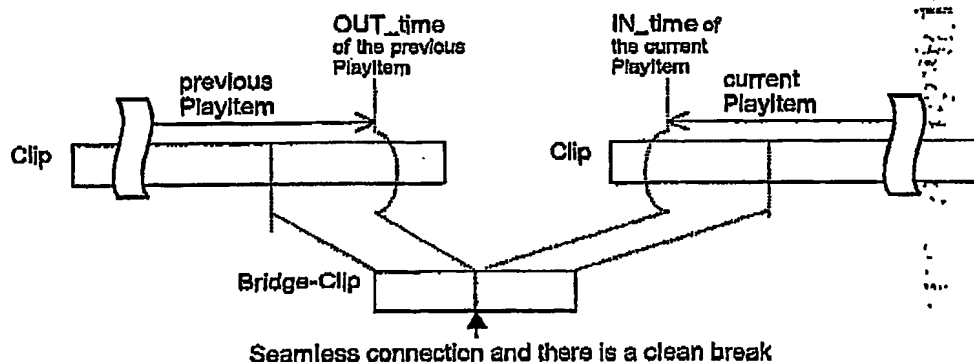 OUT_time
of the previous
PlayItem
IN_time of
the current
PlayItem
previous
PlayItem
current
PlayItem
Clip
Clip
Bridge-Clip
Seamless connection and there is a clean break